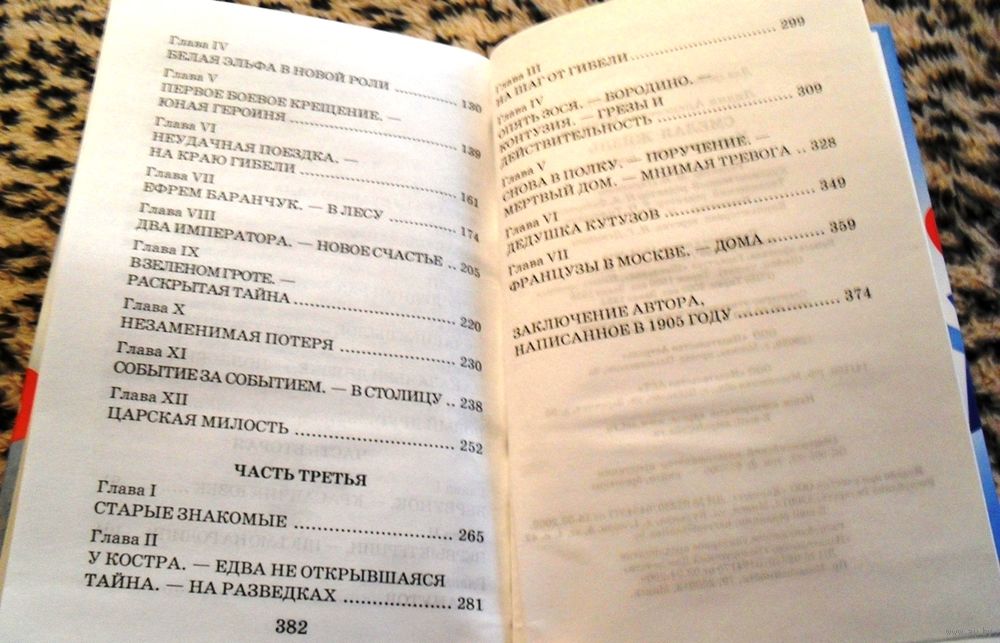 Глава IV
БЕЛАЯ ЭЛЬФА В НОВОЙ РОЛИ ............... 130
Глава V
ПЕРВОЕ БОЕВОЕ КРЕЩЕНИЕ. —
ЮНАЯ ГЕРОИНЯ ................................ 139
Глава VI
НЕУДАЧНАЯ ПОЕЗДКА. —
НА КРАЮ ГИБЕЛИ ............................ 161
Глава VII
ЕФРЕМ БАРАНЧУК. — В ЛЕСУ .............. 174
Глава VIII
ДВА ИМПЕРАТОРА. — НОВОЕ СЧАСТЬЕ .. 205
Глава IX
В ЗЕЛЕНОМ ГРОТЕ. —
РАСКРЫТАЯ ТАЙНА ............................ 220
Глава X
НЕЗАМЕНИМАЯ ПОТЕРЯ ..................... 230
Глава XI
СОБЫТИЕ ЗА СОБЫТИЕМ. — В СТОЛИЦУ .. 238
Глава XII
ЦАРСКАЯ МИЛОСТЬ ............................ 252
ЧАСТЬ ТРЕТЬЯ
Глава I
СТАРЫЕ ЗНАКОМЫЕ ............................ 265
Глава II
У КОСТРА. — ЕДВА НЕ ОТКРЫВШАЯСЯ
ТАЙНА. — НА РАЗВЕДКАХ ................... 281
382
Глава III
НА ШАГ ОТ ГИБЕЛИ ............................ 299
Глава IV
ОПЯТЬ ЗОСЯ. — БОРОДИНО. —
КОНТУЗИЯ. — ГРЕЗЫ И
ДЕЙСТВИТЕЛЬНОСТЬ ......................... 309
Глава V
СНОВА В ПОЛКУ. — ПОРУЧЕНИЕ. —
МЕРТВЫЙ ДОМ. — МНИМАЯ ТРЕВОГА .. 328
Глава VI
ДЕДУШКА КУТУЗОВ ............................ 349
Глава VII
ФРАНЦУЗЫ В МОСКВЕ. — ДОМА .......... 359
ЗАКЛЮЧЕНИЕ АВТОРА,
НАПИСАННОЕ В 1905 ГОДУ .................. 374